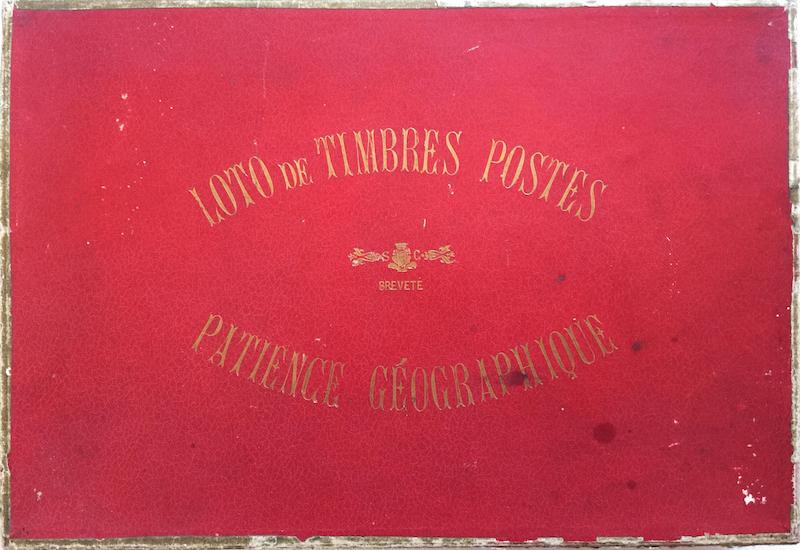 LOTO DE TIMBRES POSTES
S C
BREVETÉ
PATIENCE GÉOGRAPHIQUE